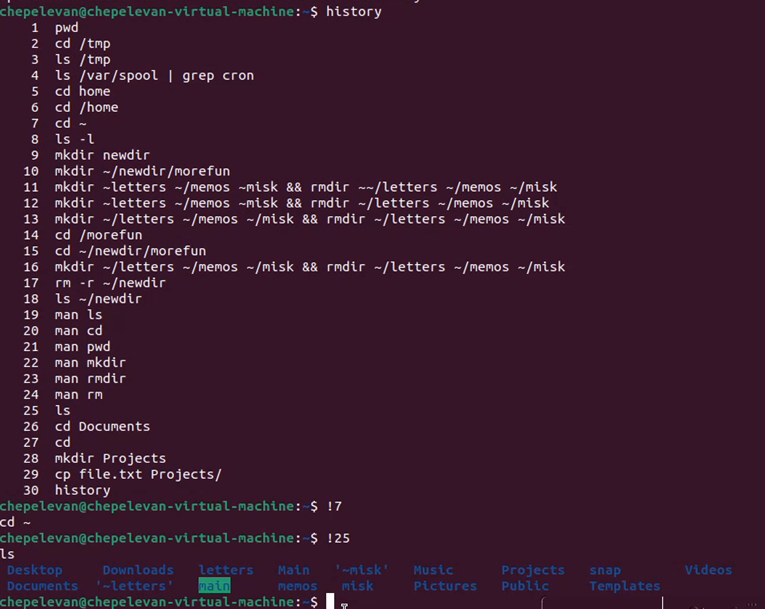 chepelevan@chepelevan-virtual-machine:~$ history
1 pwd
2 cd /tmp
3 ls /tmp
4 ls /var/spool | grep cron
5 cd home
6 cd /home
7 cd ~
8 ls -l
9 mkdir newdir
10 mkdir ~/newdir/morefun
11 mkdir ~letters ~/memos ~misk && rmdir ~~/letters ~/memos ~/misk
12 mkdir ~letters ~/memos ~misk && rmdir ~/letters ~/memos ~/misk
13 mkdir ~/letters ~/memos ~/misk && rmdir ~/letters ~/memos ~/misk
14 cd /morefun
15 cd ~/newdir/morefun
16 mkdir ~/letters ~/memos ~/misk && rmdir ~/letters ~/memos ~/misk
17 rm -r ~/newdir
18 ls ~/newdir
19 man ls
20 man cd
21 man pwd
22 man mkdir
23 man rmdir
24 man rm
25 ls
26 cd Documents
27 cd
28 mkdir Projects
29 cp file.txt Projects/
30 history
chepelevan@chepelevan-virtual-machine:~$ !7
cd ~
chepelevan@chepelevan-virtual-machine:~$ !25
ls
Desktop Downloads letters Main '~misk' Music Projects snap Videos
Documents '~letters' main memos misk Pictures Public Templates
chepelevan@chepelevan-virtual-machine:~$